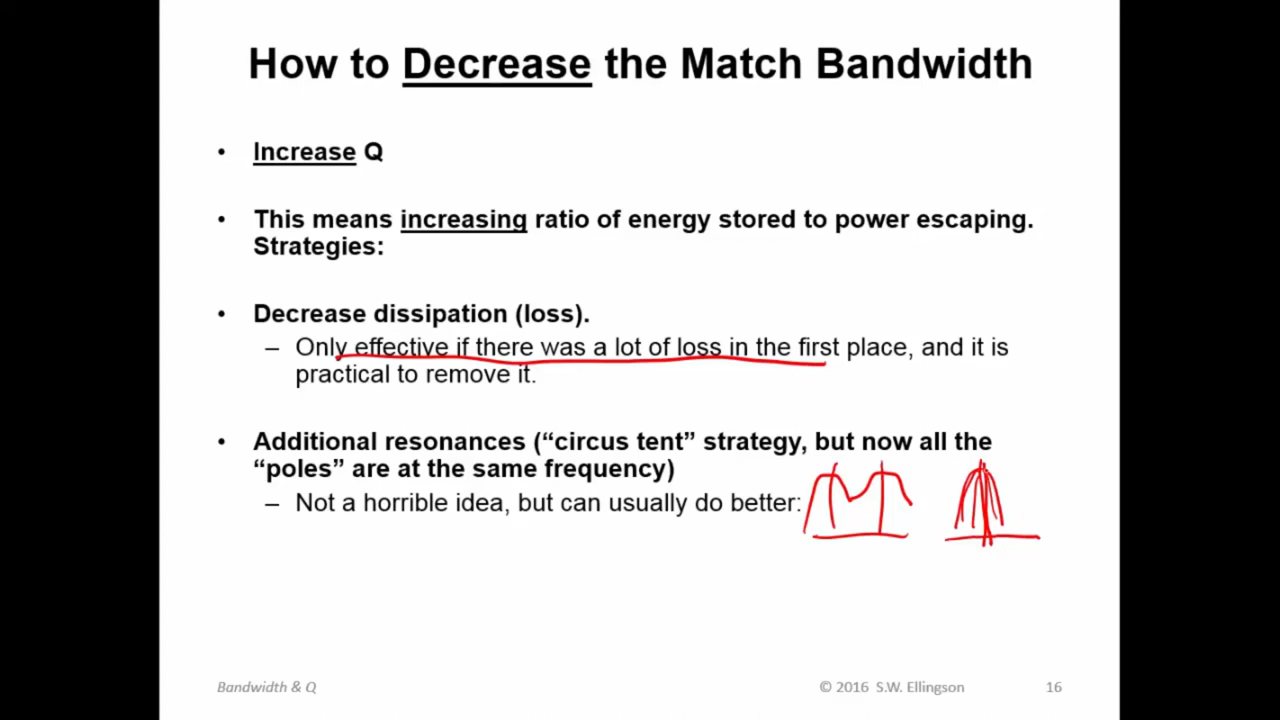 How to Decrease the Match Bandwidth
• Increase Q
• This means increasing ratio of energy stored to power escaping.
Strategies:
• Decrease dissipation (loss).
– Only effective if there was a lot of loss in the first place, and it is
practical to remove it.
• Additional resonances (“circus tent” strategy, but now all the
“poles” are at the same frequency)
– Not a horrible idea, but can usually do better:
Bandwidth & Q
© 2016 S.W. Ellingson
16